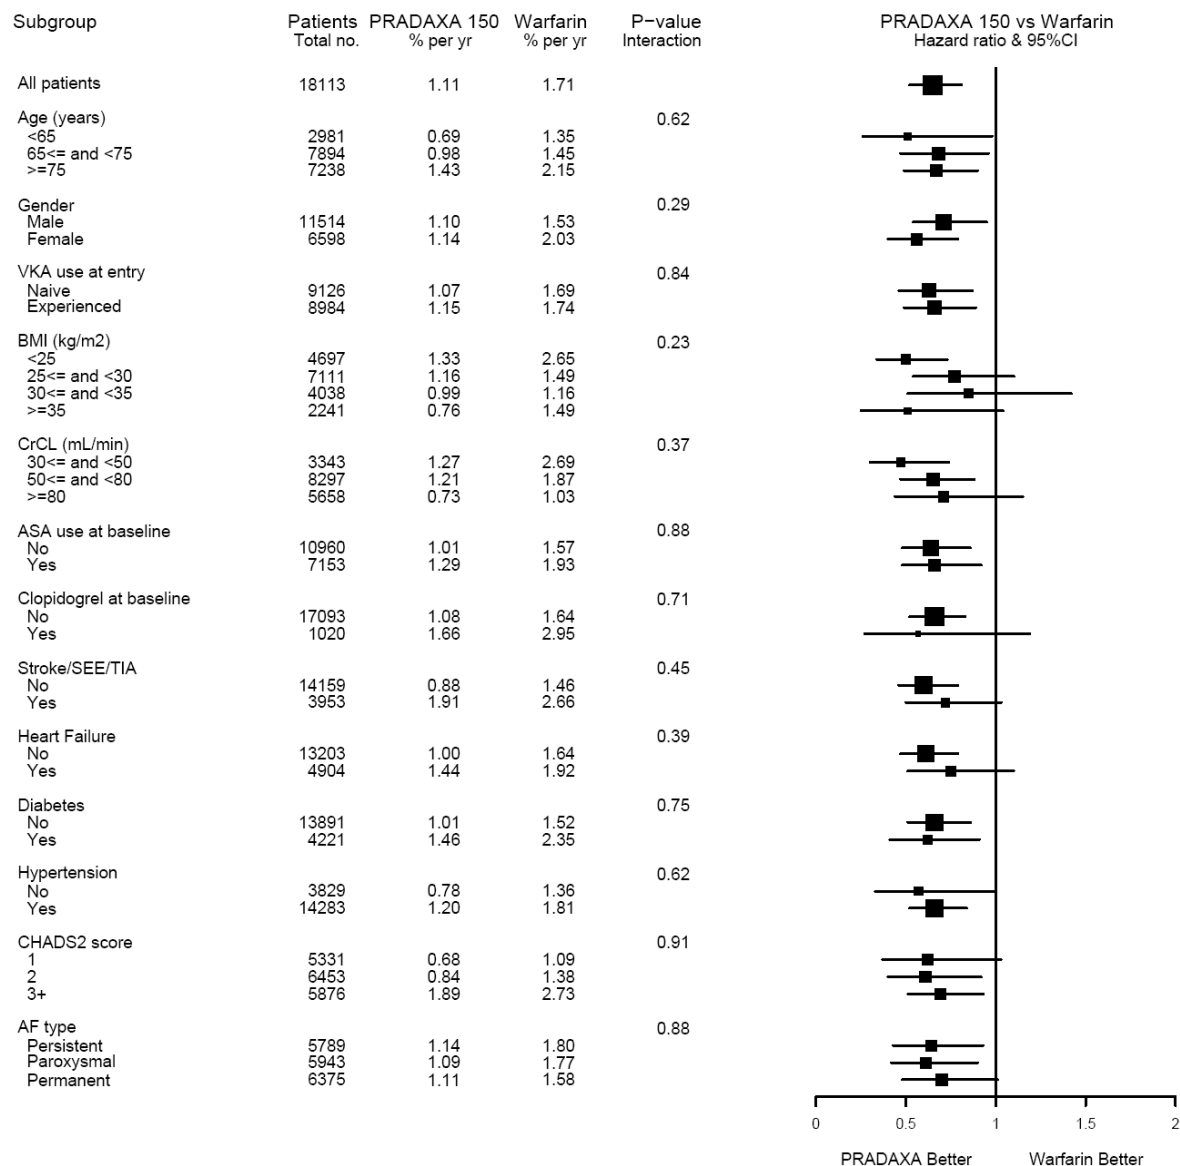 Subgroup Patients PRADAXA 150 Warfarin P−value PRADAXA 150 vs Warfarin
Total no. % per yr % per yr Interaction Hazard ratio & 95%CI
All patients 18113 1.11 1.71
Age (years) 0.62
<65 2981 0.69 1.35
65<= and <75 7894 0.98 1.45
>=75 7238 1.43 2.15
Gender 0.29
Male 11514 1.10 1.53
Female 6598 1.14 2.03
VKA use at entry 0.84
Naive 9126 1.07 1.69
Experienced 8984 1.15 1.74
BMI (kg/m2) 0.23
<25 4697 1.33 2.65
25<= and <30 7111 1.16 1.49
30<= and <35 4038 0.99 1.16
>=35 2241 0.76 1.49
CrCL (mL/min) 0.37
30<= and <50 3343 1.27 2.69
50<= and <80 8297 1.21 1.87
>=80 5658 0.73 1.03
ASA use at baseline 0.88
No 10960 1.01 1.57
Yes 7153 1.29 1.93
Clopidogrel at baseline 0.71
No 17093 1.08 1.64
Yes 1020 1.66 2.95
Stroke/SEE/TIA 0.45
No 14159 0.88 1.46
Yes 3953 1.91 2.66
Heart Failure 0.39
No 13203 1.00 1.64
Yes 4904 1.44 1.92
Diabetes 0.75
No 13891 1.01 1.52
Yes 4221 1.46 2.35
Hypertension 0.62
No 3829 0.78 1.36
Yes 14283 1.20 1.81
CHADS2 score 0.91
1 5331 0.68 1.09
2 6453 0.84 1.38
3+ 5876 1.89 2.73
AF type 0.88
Persistent 5789 1.14 1.80
Paroxysmal 5943 1.09 1.77
Permanent 6375 1.11 1.58
0 0.5 1 1.5 2
PRADAXA Better Warfarin Better